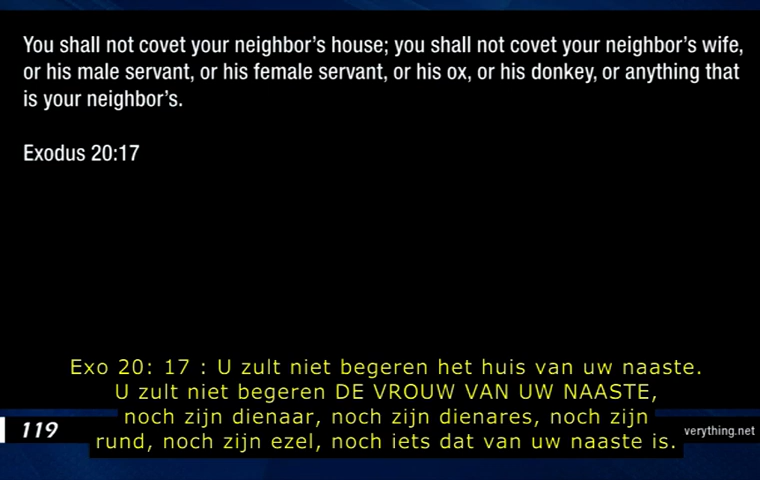 You shall not covet your neighbor's house; you shall not covet your neighbor's wife,
or his male servant, or his female servant, or his ox, or his donkey, or anything that
is your neighbor's.
Exodus 20:17
Exo 20: 17 : U zult niet begeren het huis van uw naaste.
U zult niet begeren DE VROUW VAN UW NAASTE,
noch zijn dienaar, noch zijn dienares, noch zijn
rund, noch zijn ezel, noch iets dat van uw naaste is.
119
verything.net